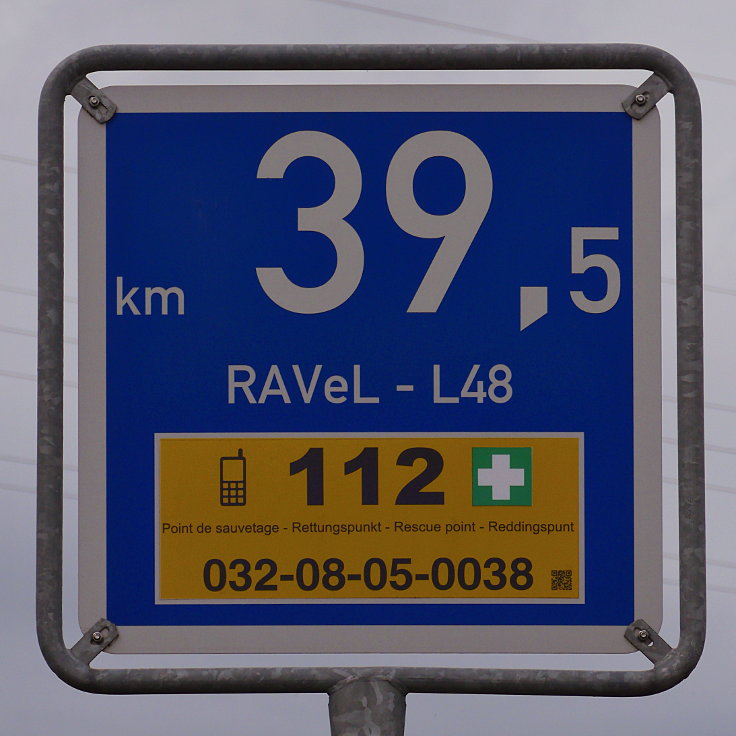 km 39,5
RAVeL - L48
112
Point de sauvetage - Rettungspunkt - Rescue point - Reddingspunt
032-08-05-0038